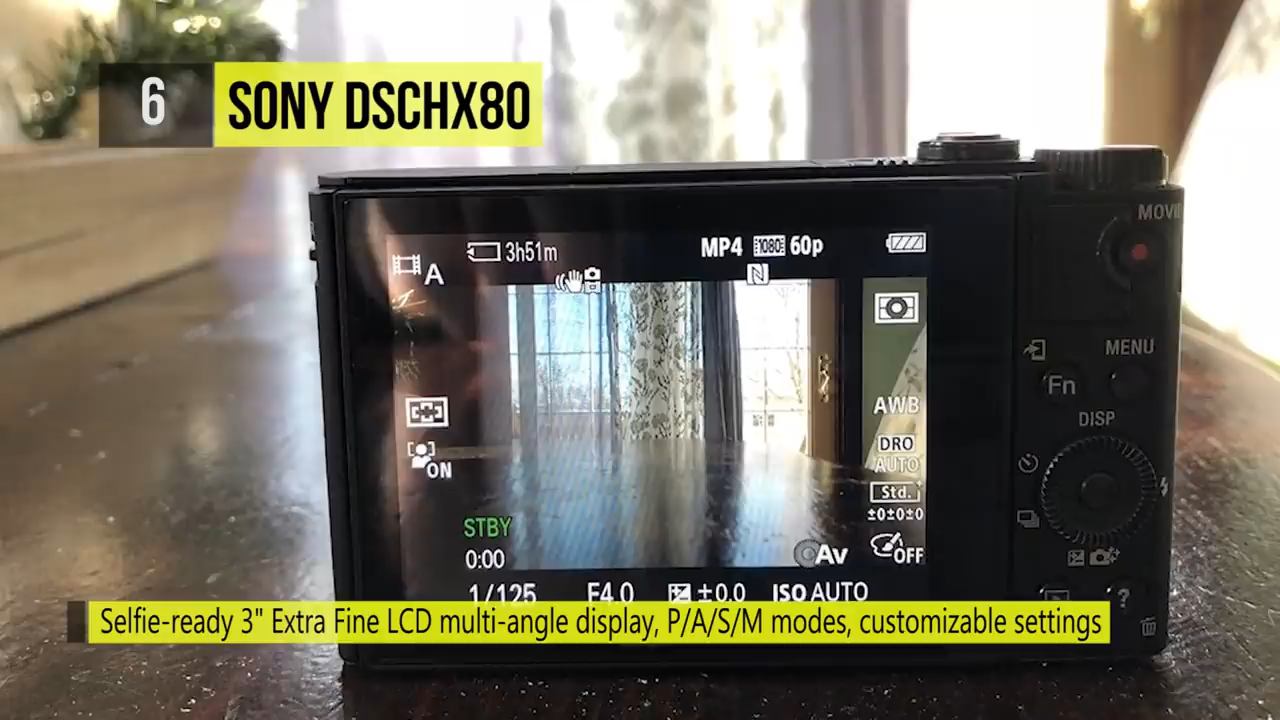 6
SONY DSCHX80
MOVIE
3h51m
MP4 1080 60p
A
N
MENU
Fn
AWB
DISP
DRO
AUTO
ON
Std.
±0±0±0
STBY
Av
OFF
0:00
1/125 F4.0 ±0.0 ISO AUTO
?
Selfie-ready 3" Extra Fine LCD multi-angle display, P/A/S/M modes, customizable settings